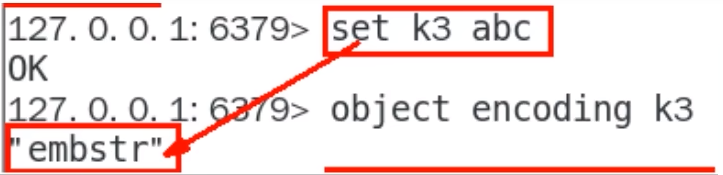 127.0.0.1:6379> set k3 abc
OK
127.0.0.1:6379> object encoding k3
"embstr"